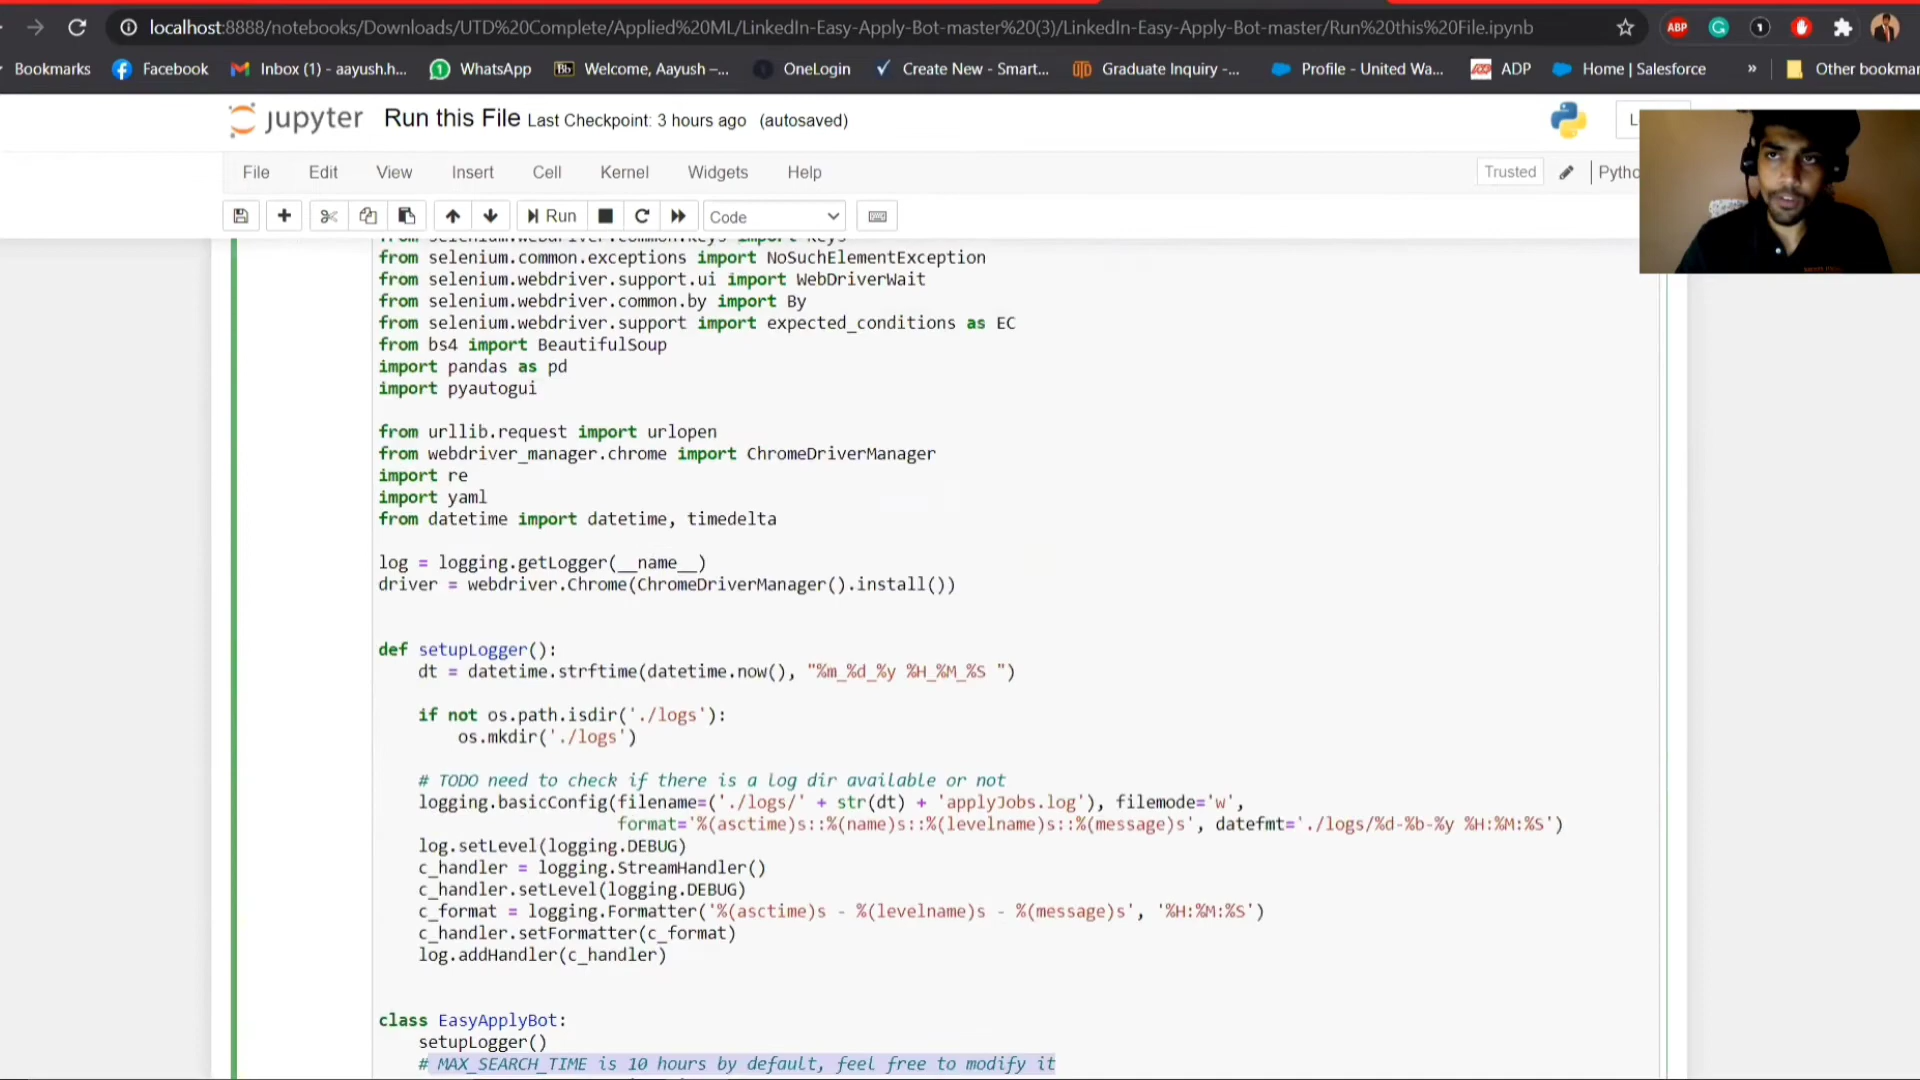 localhost:8888/notebooks/Downloads/UTD%20Complete/Applied%20ML/LinkedIn-Easy-Apply-Bot-master%20(3)/LinkedIn-Easy-Apply-Bot-master/Run%20this%20File.ipynb
ABP
Bookmarks Facebook Inbox (1) - aayush.h... WhatsApp Bb Welcome, Aayush –... OneLogin Create New - Smart... Graduate Inquiry -... Profile - United Wa... ADP Home | Salesforce » Other bookmar
jupyter Run this File Last Checkpoint: 3 hours ago (autosaved)
File Edit View Insert Cell Kernel Widgets Help Trusted Pytho
Run Code
from selenium.webdriver.common.keys import Keys
from selenium.common.exceptions import NoSuchElementException
from selenium.webdriver.support.ui import WebDriverWait
from selenium.webdriver.common.by import By
from selenium.webdriver.support import expected_conditions as EC
from bs4 import BeautifulSoup
import pandas as pd
import pyautogui
from urllib.request import urlopen
from webdriver_manager.chrome import ChromeDriverManager
import re
import yaml
from datetime import datetime, timedelta
log = logging.getLogger(__name__)
driver = webdriver.Chrome(ChromeDriverManager().install())
def setupLogger():
dt = datetime.strftime(datetime.now(), "%m_%d_%y %H_%M_%S ")
if not os.path.isdir('./logs'):
os.mkdir('./logs')
# TODO need to check if there is a log dir available or not
logging.basicConfig(filename=('./logs/' + str(dt) + 'applyJobs.log'), filemode='w',
format='%(asctime)s::%(name)s::%(levelname)s::%(message)s', datefmt='./logs/%d-%b-%y %H:%M:%S')
log.setLevel(logging.DEBUG)
c_handler = logging.StreamHandler()
c_handler.setLevel(logging.DEBUG)
c_format = logging.Formatter('%(asctime)s - %(levelname)s - %(message)s', '%H:%M:%S')
c_handler.setFormatter(c_format)
log.addHandler(c_handler)
class EasyApplyBot:
setupLogger()
# MAX_SEARCH_TIME is 10 hours by default, feel free to modify it